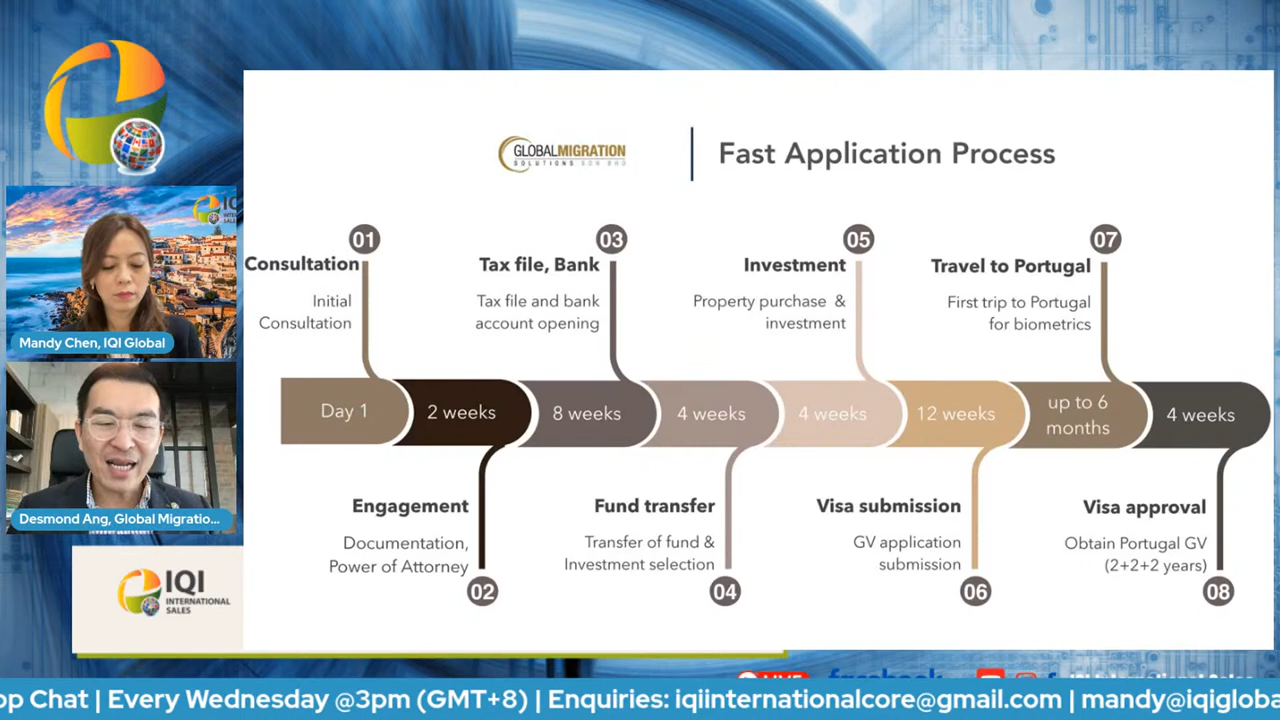 GLOBALMIGRATION
SOLUTIONS SDN BHD
Fast Application Process
01
Consultation
Initial
Consultation
03
Tax file, Bank
Tax file and bank
account opening
05
Investment
Property purchase &
investment
07
Travel to Portugal
First trip to Portugal
for biometrics
Day 1
2 weeks
8 weeks
4 weeks
4 weeks
12 weeks
up to 6
months
4 weeks
Engagement
Documentation,
Power of Attorney
02
Fund transfer
Transfer of fund &
Investment selection
04
Visa submission
GV application
submission
06
Visa approval
Obtain Portugal GV
(2+2+2 years)
08
Mandy Chen, IQI Global
Desmond Ang, Global Migratio...
IQI
INTERNATIONAL
SALES
LIVE
facebook
op Chat | Every Wednesday @3pm (GMT+8) | Enquiries: iqiinternationalcore@gmail.com | mandy@iqigloba